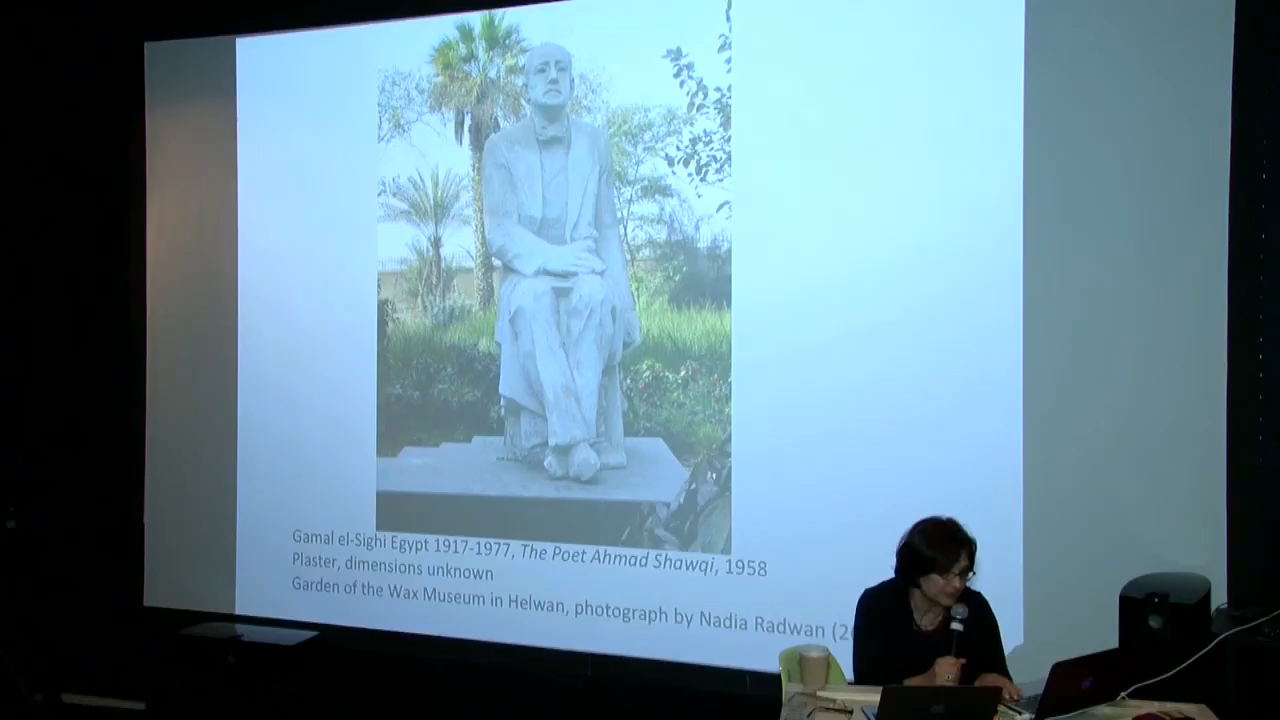 Gamal el-Sighi Egypt 1917-1977, The Poet Ahmad Shawqi, 1958
Plaster, dimensions unknown
Garden of the Wax Museum in Helwan, photograph by Nadia Radwan